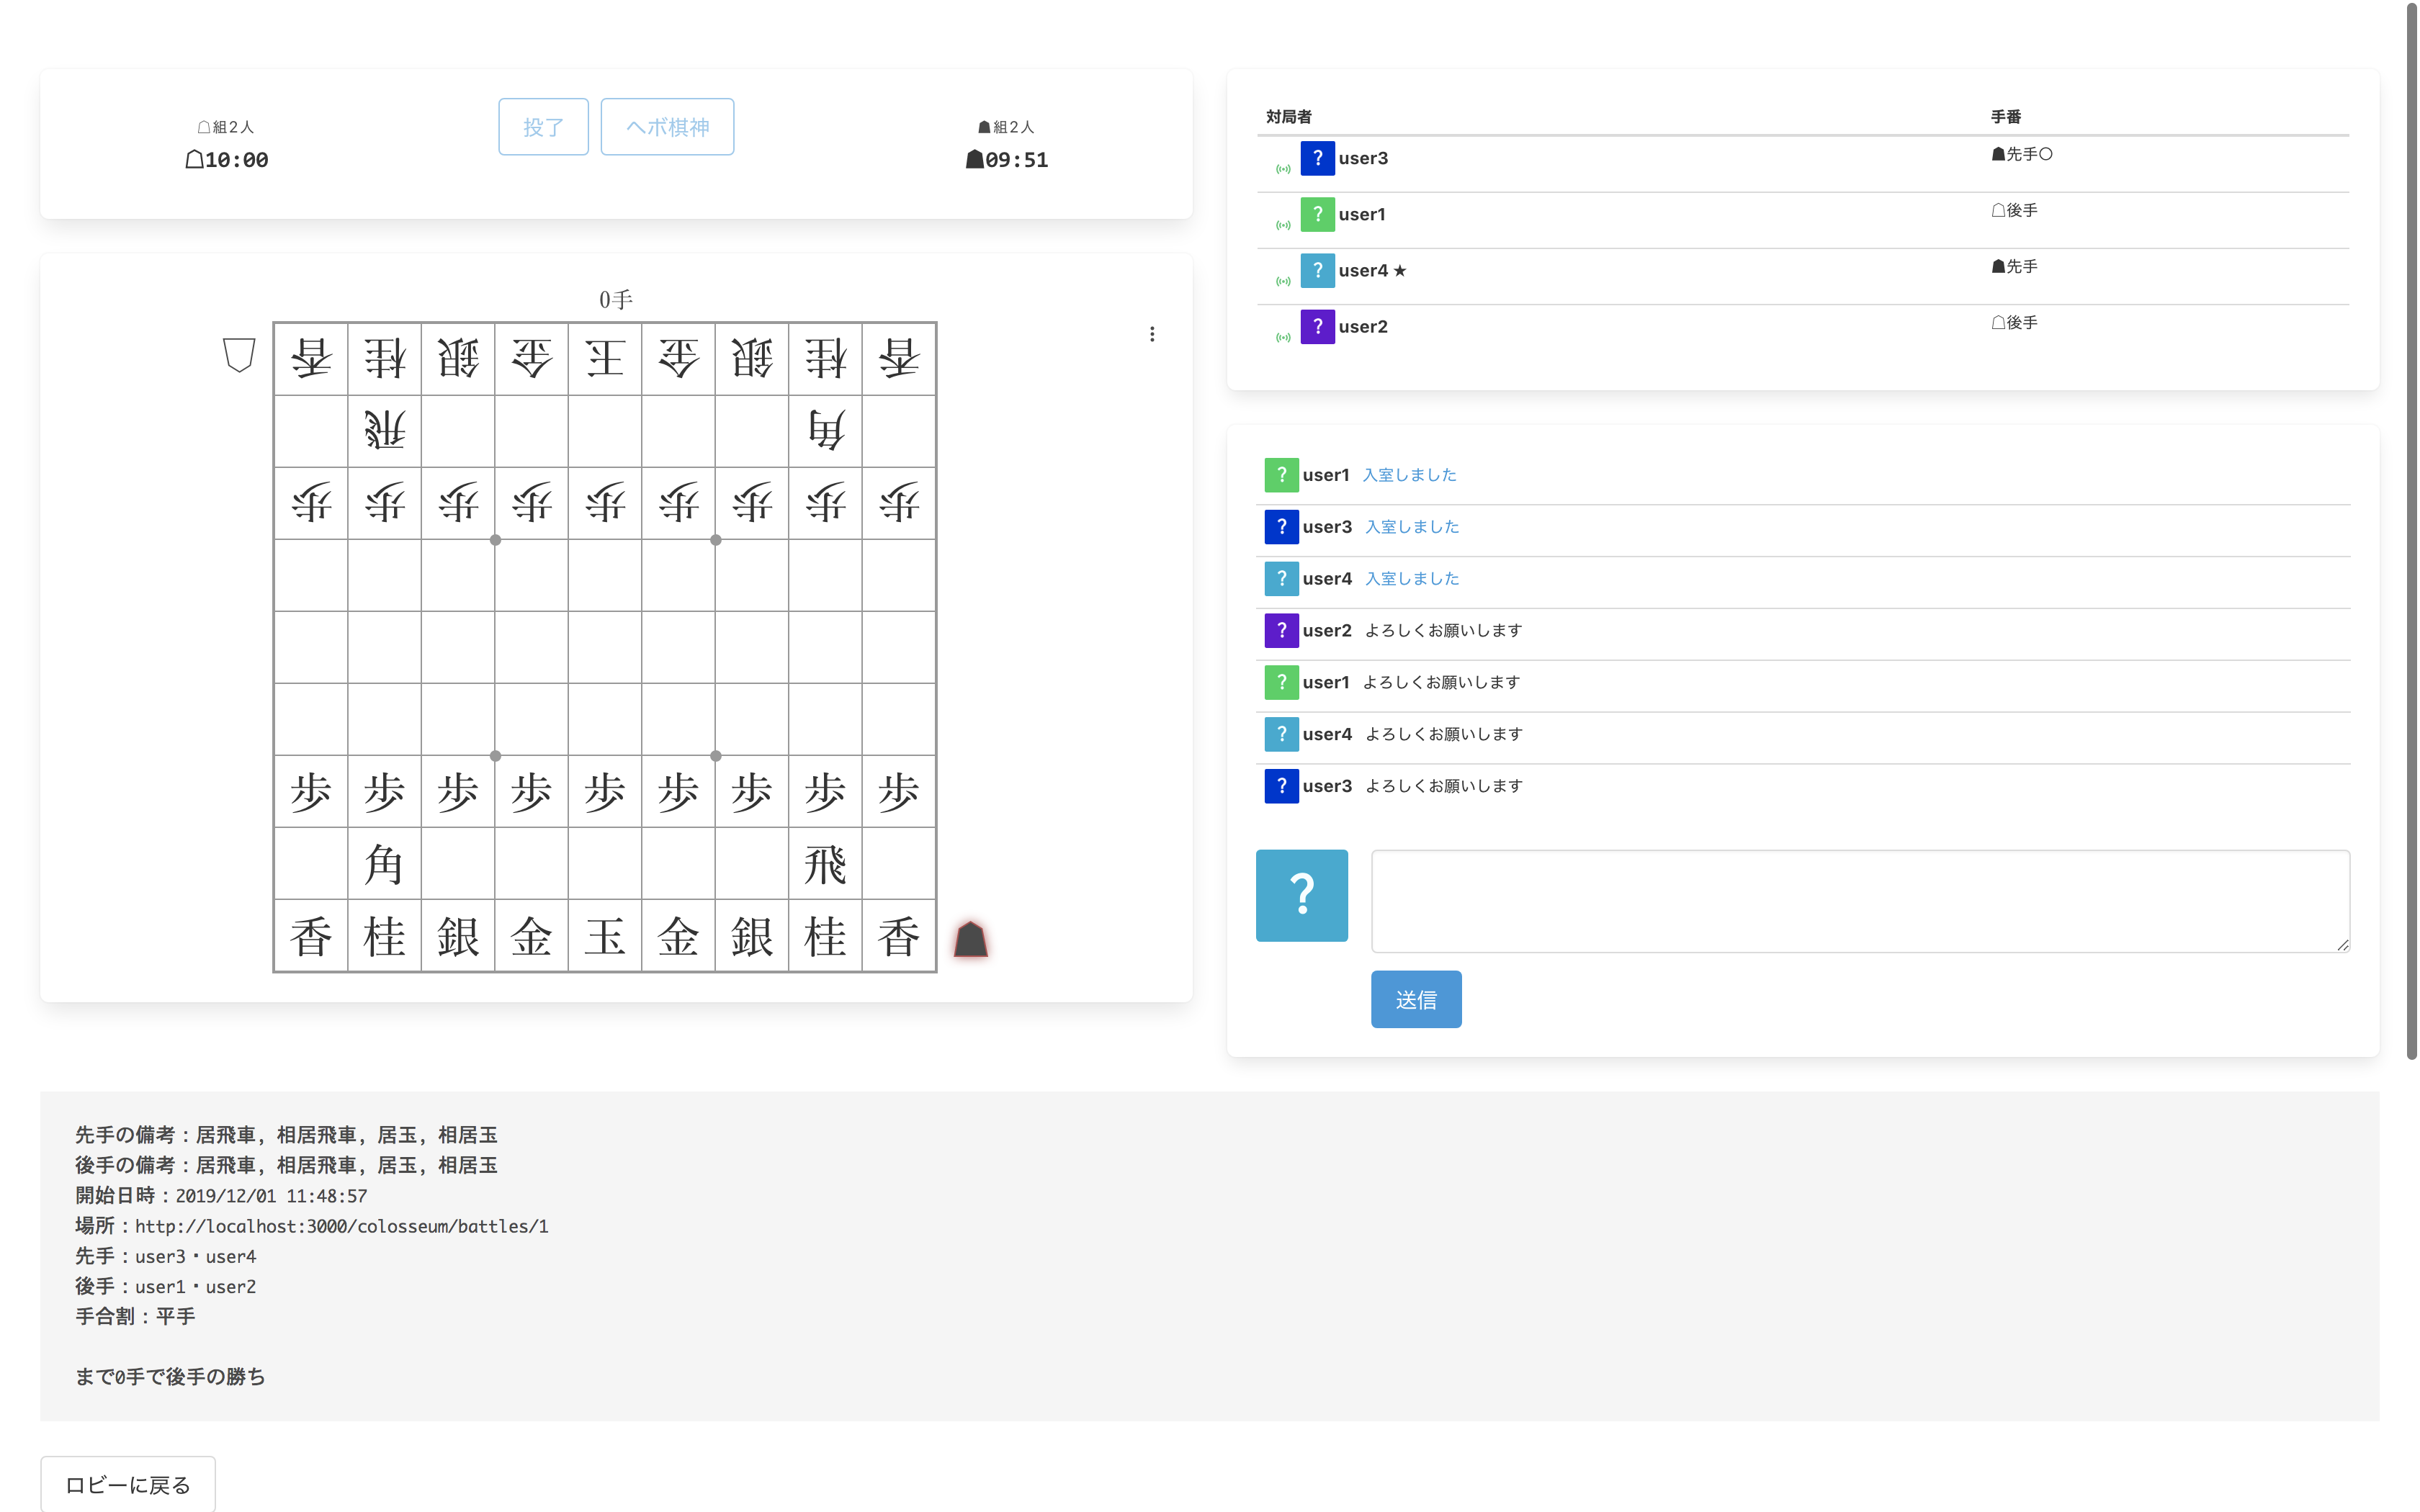 ☖組2人
☖10:00
投了
ヘボ棋神
☗組2人
☗09:51
0手
香桂銀金王金銀桂香
飛角
歩歩歩歩歩歩歩歩歩
歩歩歩歩歩歩歩歩歩
角飛
香桂銀金玉金銀桂香
対局者 手番
? user3 ☗先手○
? user1 ☖後手
? user4 ★ ☗先手
? user2 ☖後手
? user1 入室しました
? user3 入室しました
? user4 入室しました
? user2 よろしくお願いします
? user1 よろしくお願いします
? user4 よろしくお願いします
? user3 よろしくお願いします
?
送信
先手の備考：居飛車, 相居飛車, 居玉, 相居玉
後手の備考：居飛車, 相居飛車, 居玉, 相居玉
開始日時：2019/12/01 11:48:57
場所：http://localhost:3000/colosseum/battles/1
先手：user3・user4
後手：user1・user2
手合割：平手
まで0手で後手の勝ち
ロビーに戻る